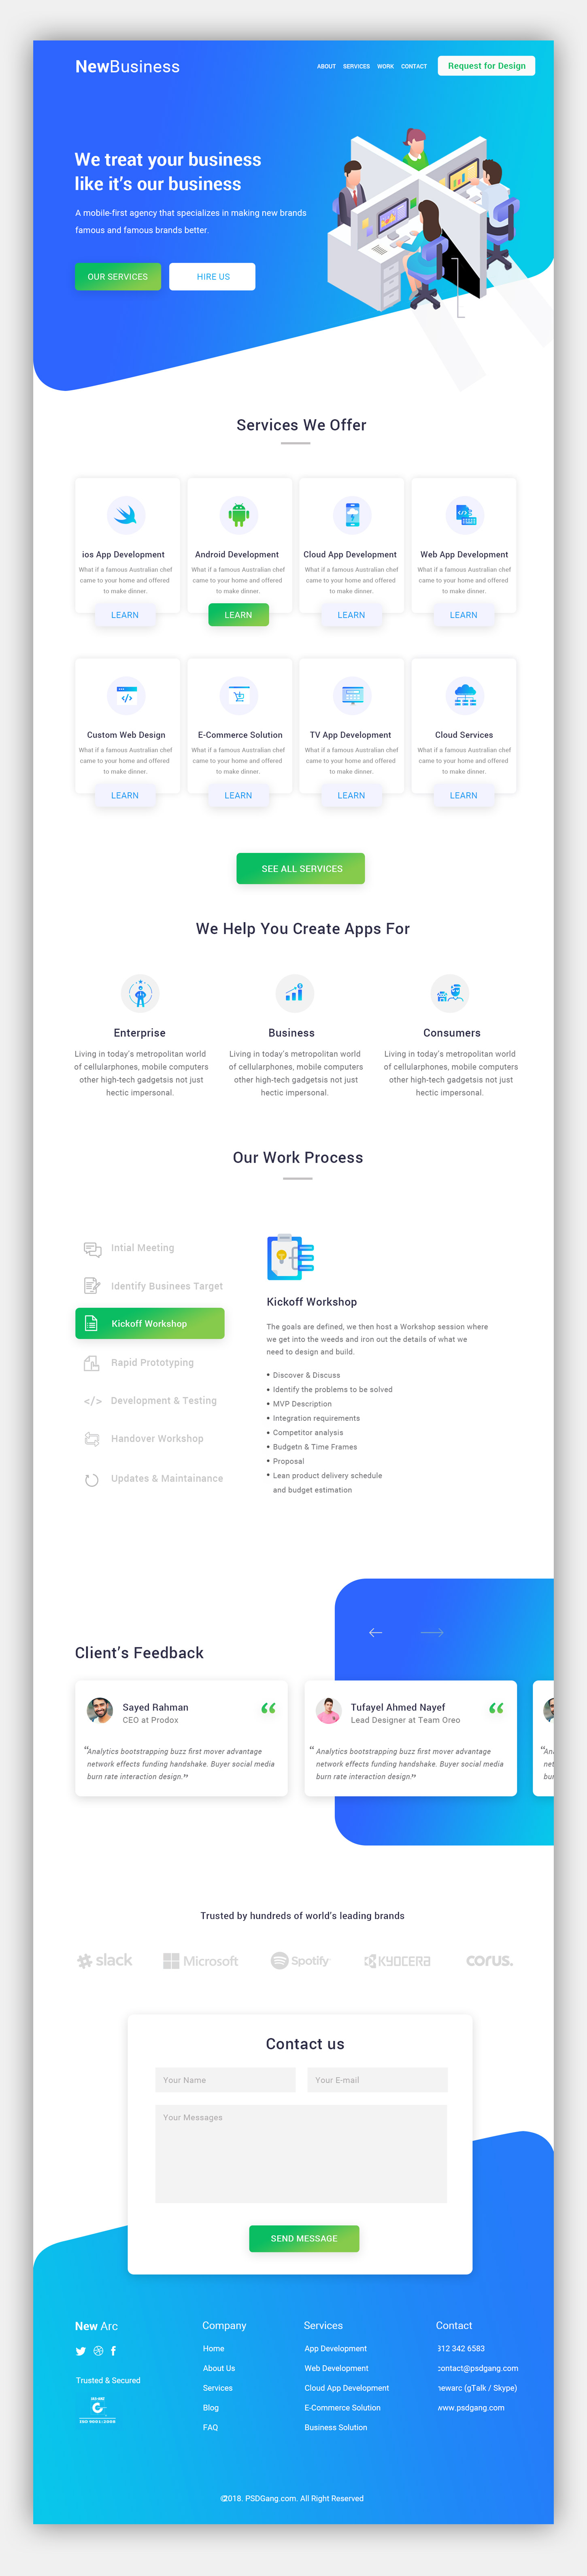 NewBusiness
ABOUT SERVICES WORK CONTACT Request for Design
We treat your business
like it's our business
A mobile-first agency that specializes in making new brands
famous and famous brands better.
OUR SERVICES HIRE US
Services We Offer
ios App Development
What if a famous Australian chef
came to your home and offered
to make dinner.
LEARN
Android Development
What if a famous Australian chef
came to your home and offered
to make dinner.
LEARN
Cloud App Development
What if a famous Australian chef
came to your home and offered
to make dinner.
LEARN
Web App Development
What if a famous Australian chef
came to your home and offered
to make dinner.
LEARN
Custom Web Design
What if a famous Australian chef
came to your home and offered
to make dinner.
LEARN
E-Commerce Solution
What if a famous Australian chef
came to your home and offered
to make dinner.
LEARN
TV App Development
What if a famous Australian chef
came to your home and offered
to make dinner.
LEARN
Cloud Services
What if a famous Australian chef
came to your home and offered
to make dinner.
LEARN
SEE ALL SERVICES
We Help You Create Apps For
Enterprise
Living in today's metropolitan world
of cellularphones, mobile computers
other high-tech gadgetsis not just
hectic impersonal.
Business
Living in today's metropolitan world
of cellularphones, mobile computers
other high-tech gadgetsis not just
hectic impersonal.
Consumers
Living in today's metropolitan world
of cellularphones, mobile computers
other high-tech gadgetsis not just
hectic impersonal.
Our Work Process
Intial Meeting
Identify Businees Target
Kickoff Workshop
Rapid Prototyping
</> Development & Testing
Handover Workshop
Updates & Maintainance
Kickoff Workshop
The goals are defined, we then host a Workshop session where
we get into the weeds and iron out the details of what we
need to design and build.
• Discover & Discuss
• Identify the problems to be solved
• MVP Description
• Integration requirements
• Competitor analysis
• Budgetn & Time Frames
• Proposal
• Lean product delivery schedule
and budget estimation
Client's Feedback
Sayed Rahman
CEO at Prodox
“Analytics bootstrapping buzz first mover advantage
network effects funding handshake. Buyer social media
burn rate interaction design.”
Tufayel Ahmed Nayef
Lead Designer at Team Oreo
“Analytics bootstrapping buzz first mover advantage
network effects funding handshake. Buyer social media
burn rate interaction design.”
“An
net
bur
Trusted by hundreds of world's leading brands
slack Microsoft Spotify KYOCERA corus.
Contact us
Your Name Your E-mail
Your Messages
SEND MESSAGE
New Arc
Trusted & Secured
ISO 9001:2008
Company
Home
About Us
Services
Blog
FAQ
Services
App Development
Web Development
Cloud App Development
E-Commerce Solution
Business Solution
Contact
312 342 6583
contact@psdgang.com
newarc (gTalk / Skype)
www.psdgang.com
©2018. PSDGang.com. All Right Reserved